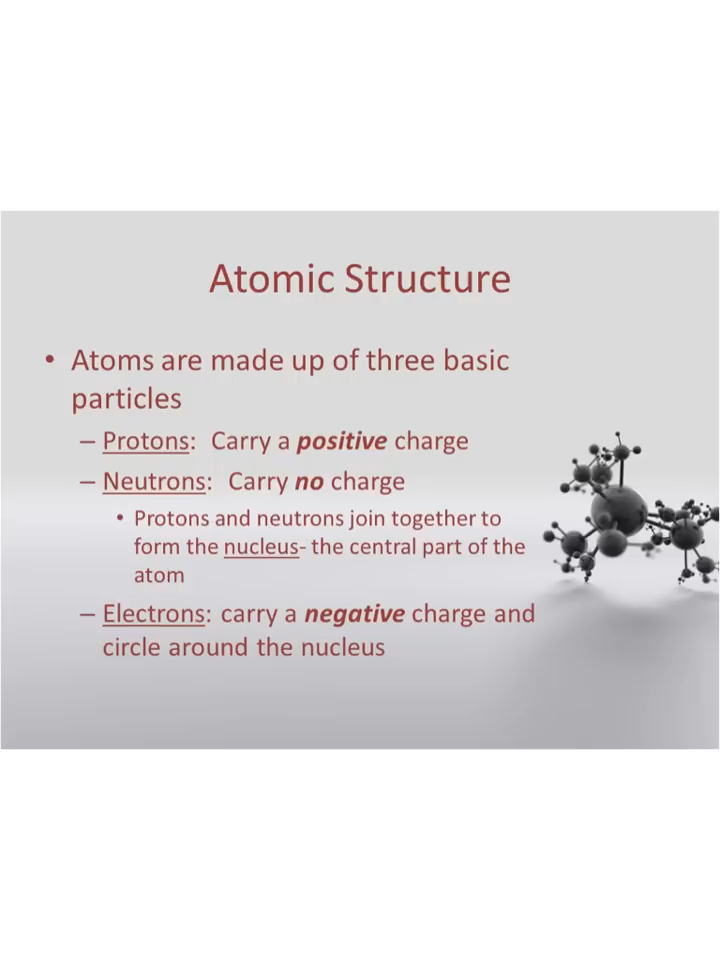 Atomic Structure
• Atoms are made up of three basic
particles
– Protons:  Carry a positive charge
– Neutrons:  Carry no charge
• Protons and neutrons join together to
form the nucleus- the central part of the
atom
– Electrons: carry a negative charge and
circle around the nucleus